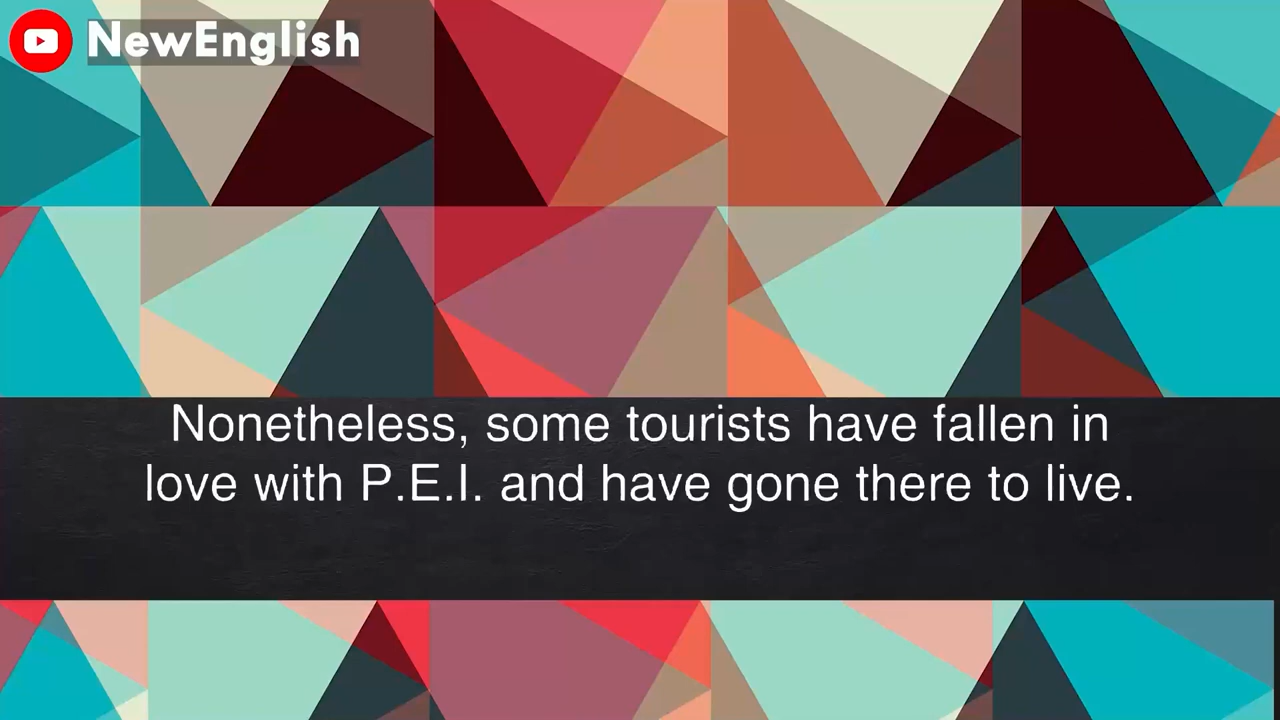 NewEnglish
Nonetheless, some tourists have fallen in
love with P.E.I. and have gone there to live.